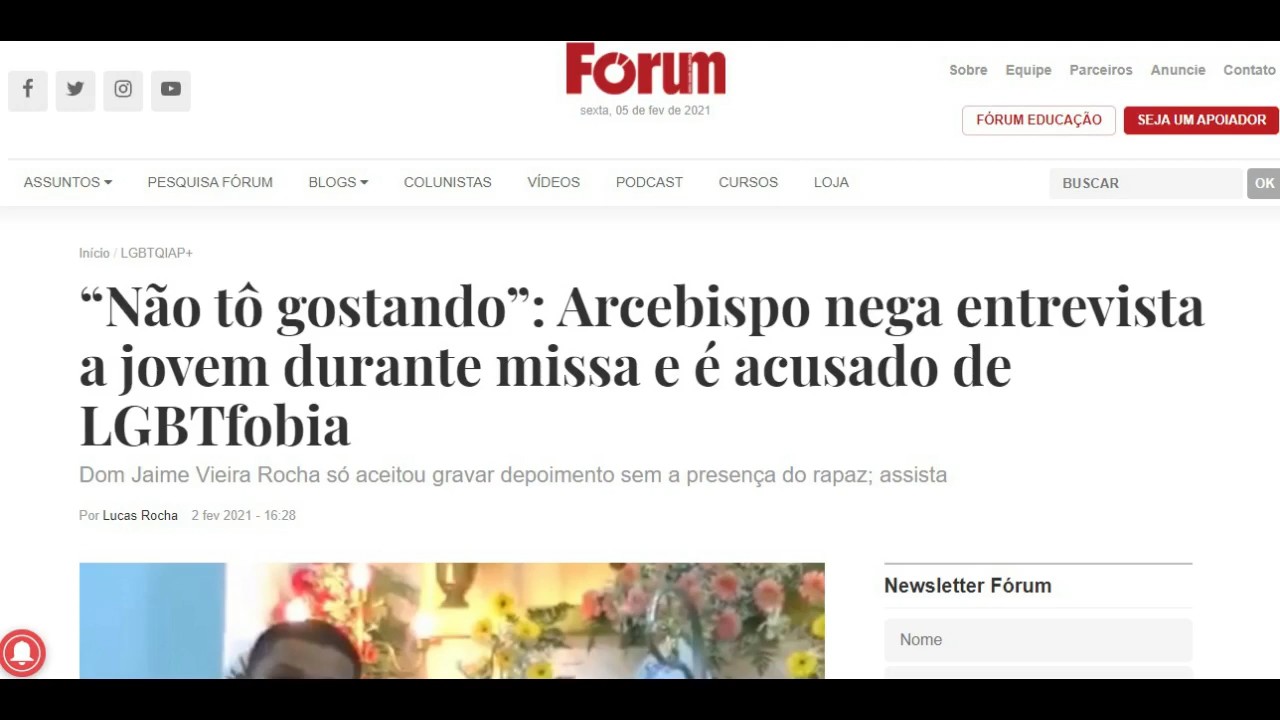 Fórum
sexta, 05 de fev de 2021
Sobre Equipe Parceiros Anuncie Contato
FÓRUM EDUCAÇÃO SEJA UM APOIADOR
ASSUNTOS PESQUISA FÓRUM BLOGS COLUNISTAS VÍDEOS PODCAST CURSOS LOJA BUSCAR OK
Início / LGBTQIAP+
“Não tô gostando”: Arcebispo nega entrevista
a jovem durante missa e é acusado de
LGBTfobia
Dom Jaime Vieira Rocha só aceitou gravar depoimento sem a presença do rapaz; assista
Por Lucas Rocha 2 fev 2021 - 16:28
Newsletter Fórum
Nome